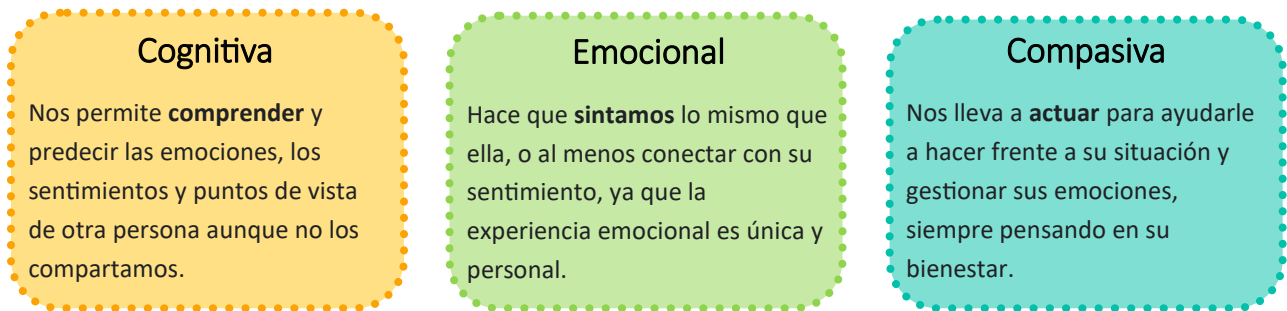 Cognitiva
Nos permite comprender y
predecir las emociones, los
sentimientos y puntos de vista
de otra persona aunque no los
compartamos.
Emocional
Hace que sintamos lo mismo que
ella, o al menos conectar con su
sentimiento, ya que la
experiencia emocional es única y
personal.
Compasiva
Nos lleva a actuar para ayudarle
a hacer frente a su situación y
gestionar sus emociones,
siempre pensando en su
bienestar.